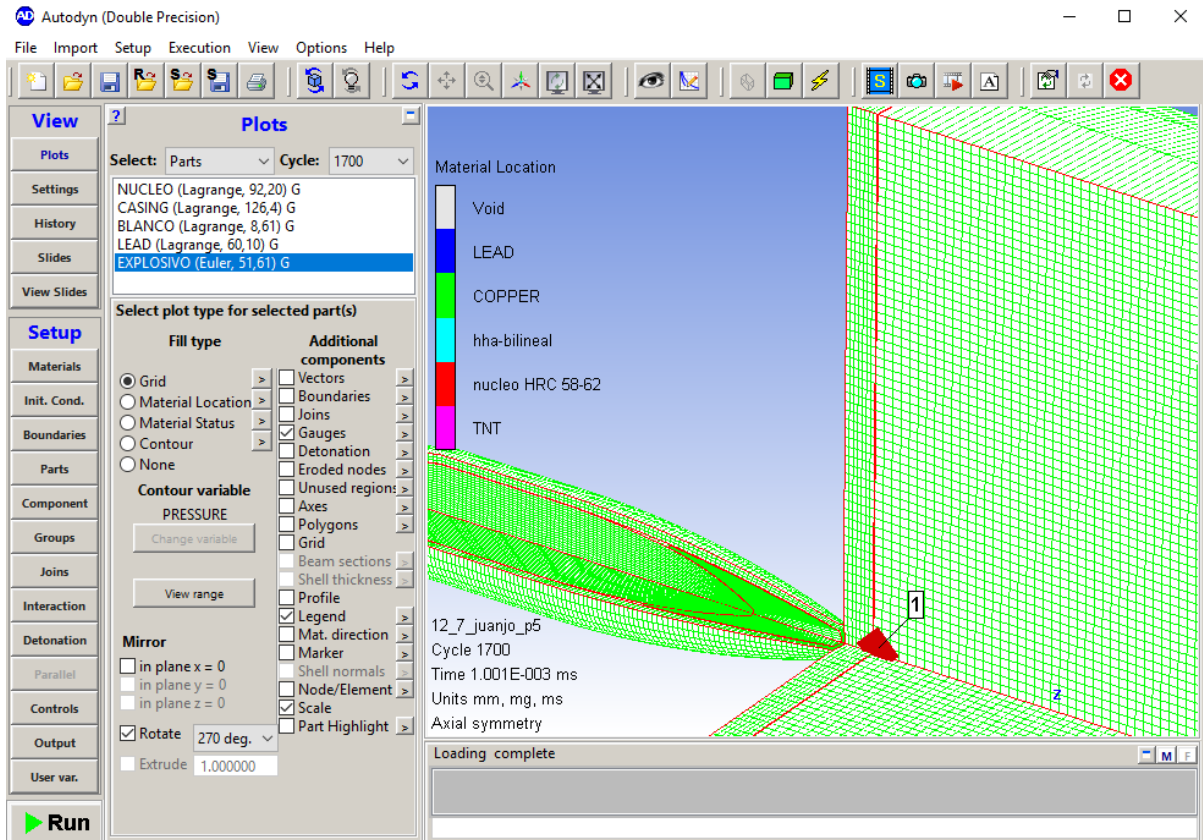 Autodyn (Double Precision)
File Import Setup Execution View Options Help
View
Plots
Settings
History
Slides
View Slides
Setup
Materials
Init. Cond.
Boundaries
Parts
Component
Groups
Joins
Interaction
Detonation
Parallel
Controls
Output
User var.
Run
? Plots
Select: Parts Cycle: 1700
NUCLEO (Lagrange, 92,20) G
CASING (Lagrange, 126,4) G
BLANCO (Lagrange, 8,61) G
LEAD (Lagrange, 60,10) G
EXPLOSIVO (Euler, 51,61) G
Select plot type for selected part(s)
Fill type
Grid >
Material Location >
Material Status >
Contour >
None
Contour variable
PRESSURE
Change variable
View range
Mirror
in plane x = 0
in plane y = 0
in plane z = 0
Rotate 270 deg.
Extrude 1.000000
Additional
components
Vectors >
Boundaries >
Joins >
Gauges >
Detonation >
Eroded nodes >
Unused regions >
Axes >
Polygons >
Grid
Beam sections >
Shell thickness >
Profile
Legend >
Mat. direction >
Marker >
Shell normals >
Node/Element >
Scale
Part Highlight >
Material Location
Void
LEAD
COPPER
hha-bilineal
nucleo HRC 58-62
TNT
1
z
12_7_juanjo_p5
Cycle 1700
Time 1.001E-003 ms
Units mm, mg, ms
Axial symmetry
Loading complete
M F